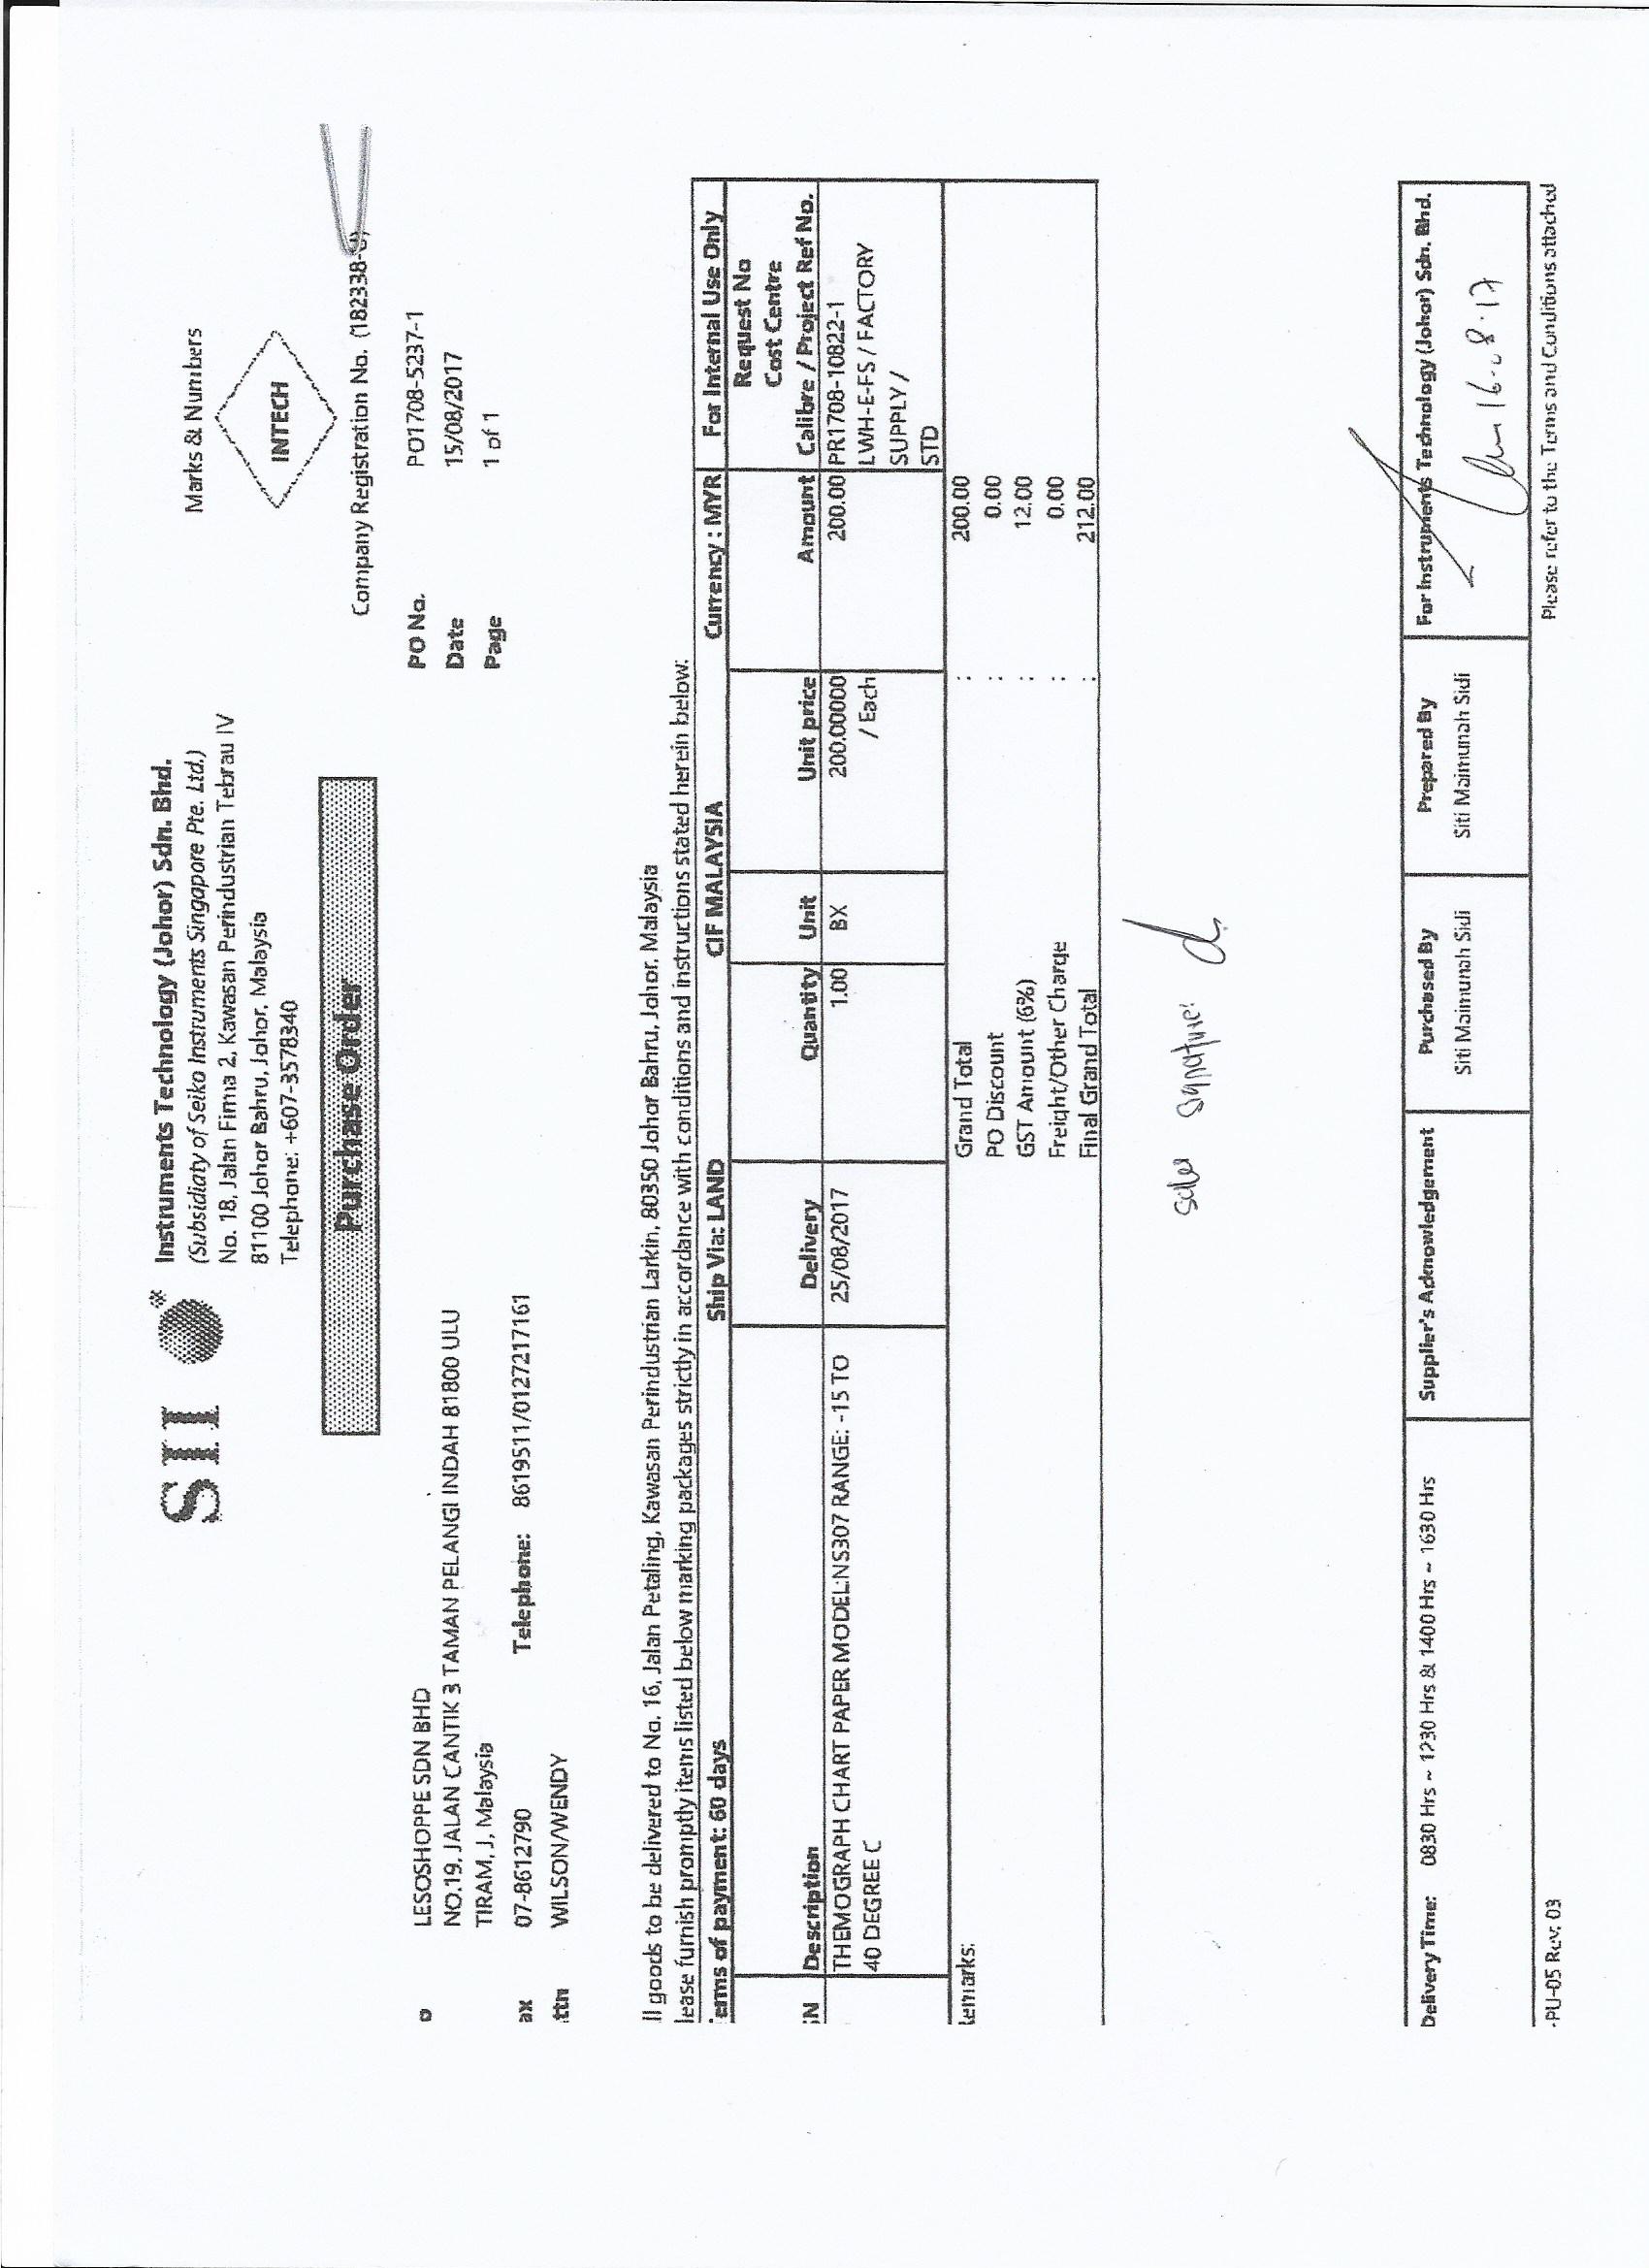 SII
Instruments Technology (Johor) Sdn. Bhd.
(Subsidiaty of Seiko Instruments Singapore Pte. Ltd.)
No. 18, Jalan Firma 2, Kawasan Perindustrian Tebrau IV
81100 Johor Bahru, Johor, Malaysia
Telephone: +607-3578340
Marks & Numbers
INTECH
Company Registration No. (182338-U)
Purchase Order
o LESOSHOPPE SDN BHD
NO.19, JALAN CANTIK 3 TAMAN PELANGI INDAH 81800 ULU
TIRAM, J, Malaysia
ax 07-8612790 Telephone: 8619511/0127217161
ttn WILSON/WENDY
PO No. PO1708-5237-1
Date 15/08/2017
Page 1 of 1
ll goods to be delivered to No. 16, Jalan Petaling, Kawasan Perindustrian Larkin, 80350 Johor Bahru, Johor, Malaysia
lease furnish promptly items listed below marking packages strictly in accordance with conditions and instructions stated herein below.
erms of payment: 60 days Ship Via: LAND CIF MALAYSIA Currency : MYR For Internal Use Only
Request No
Cost Centre
SN Description Delivery Quantity Unit Unit price Amount Calibre / Project Ref No.
THEMOGRAPH CHART PAPER MODEL:NS307 RANGE: -15 TO 25/08/2017 1.00 BX 200.00000 200.00 PR1708-10822-1
40 DEGREE C / Each LWH-E-FS / FACTORY
SUPPLY /
STD
Remarks: Grand Total : 200.00
PO Discount : 0.00
GST Amount (6%) : 12.00
Freight/Other Charge : 0.00
Final Grand Total : 212.00
Sales Signature:
Delivery Time: 0830 Hrs ~ 1230 Hrs & 1400 Hrs ~ 1630 Hrs Supplier's Acknowledgement Purchased By Prepared By For Instruments Technology (Johor) Sdn. Bhd.
Siti Maimunah Sidi Siti Maimunah Sidi
16-08-17
-PU-05 Rev. 03 Please refer to the Terms and Conditions attached